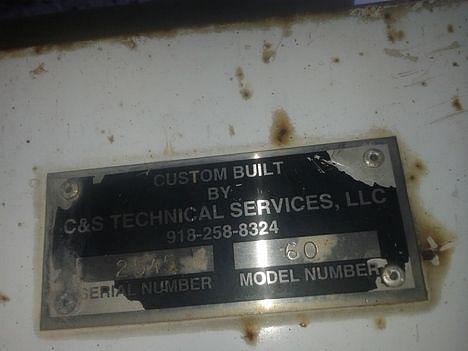 CUSTOM BUILT
BY
C&S TECHNICAL SERVICES, LLC
918-258-8324
60
SERIAL NUMBER MODEL NUMBER